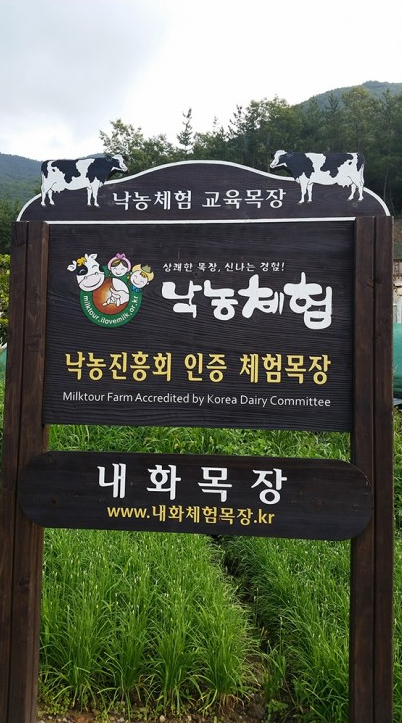 낙농체험 교육목장
상쾌한 목장, 신나는 경험!
낙농체험
milktour.ilovemilk.or.kr
낙농진흥회 인증 체험목장
Milktour Farm Accredited by Korea Dairy Committee
내화목장
www.내화체험목장.kr